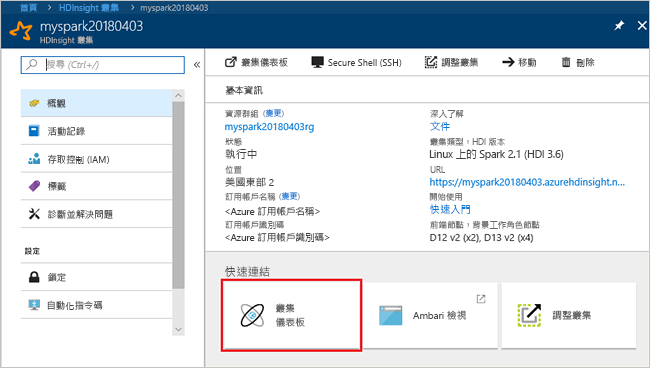 首頁 > HDInsight 叢集 > myspark20180403
myspark20180403
HDInsight 叢集
搜尋 (Ctrl+/)
概觀
活動記錄
存取控制 (IAM)
標籤
診斷並解決問題
設定
鎖定
自動化指令碼
叢集儀表板 Secure Shell (SSH) 調整叢集 移動 刪除
基本資訊
資源群組 (變更)
myspark20180403rg
狀態
執行中
位置
美國東部 2
訂用帳戶名稱 (變更)
<Azure 訂用帳戶名稱>
訂用帳戶識別碼
<Azure 訂用帳戶識別碼>
深入了解
文件
叢集類型，HDI 版本
Linux 上的 Spark 2.1 (HDI 3.6)
URL
https://myspark20180403.azurehdinsight.n...
開始使用
快速入門
前端節點，背景工作角色節點
D12 v2 (x2), D13 v2 (x4)
快速連結
叢集
儀表板
Ambari 檢視
調整叢集